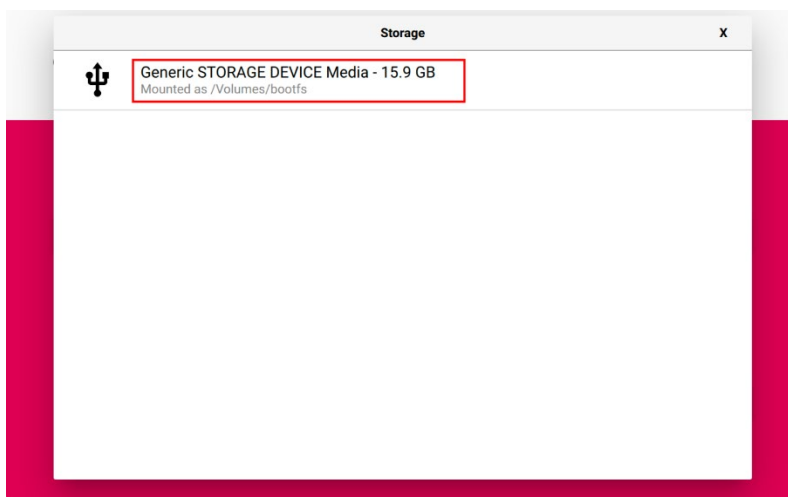 Storage
X
Generic STORAGE DEVICE Media - 15.9 GB
Mounted as /Volumes/bootfs